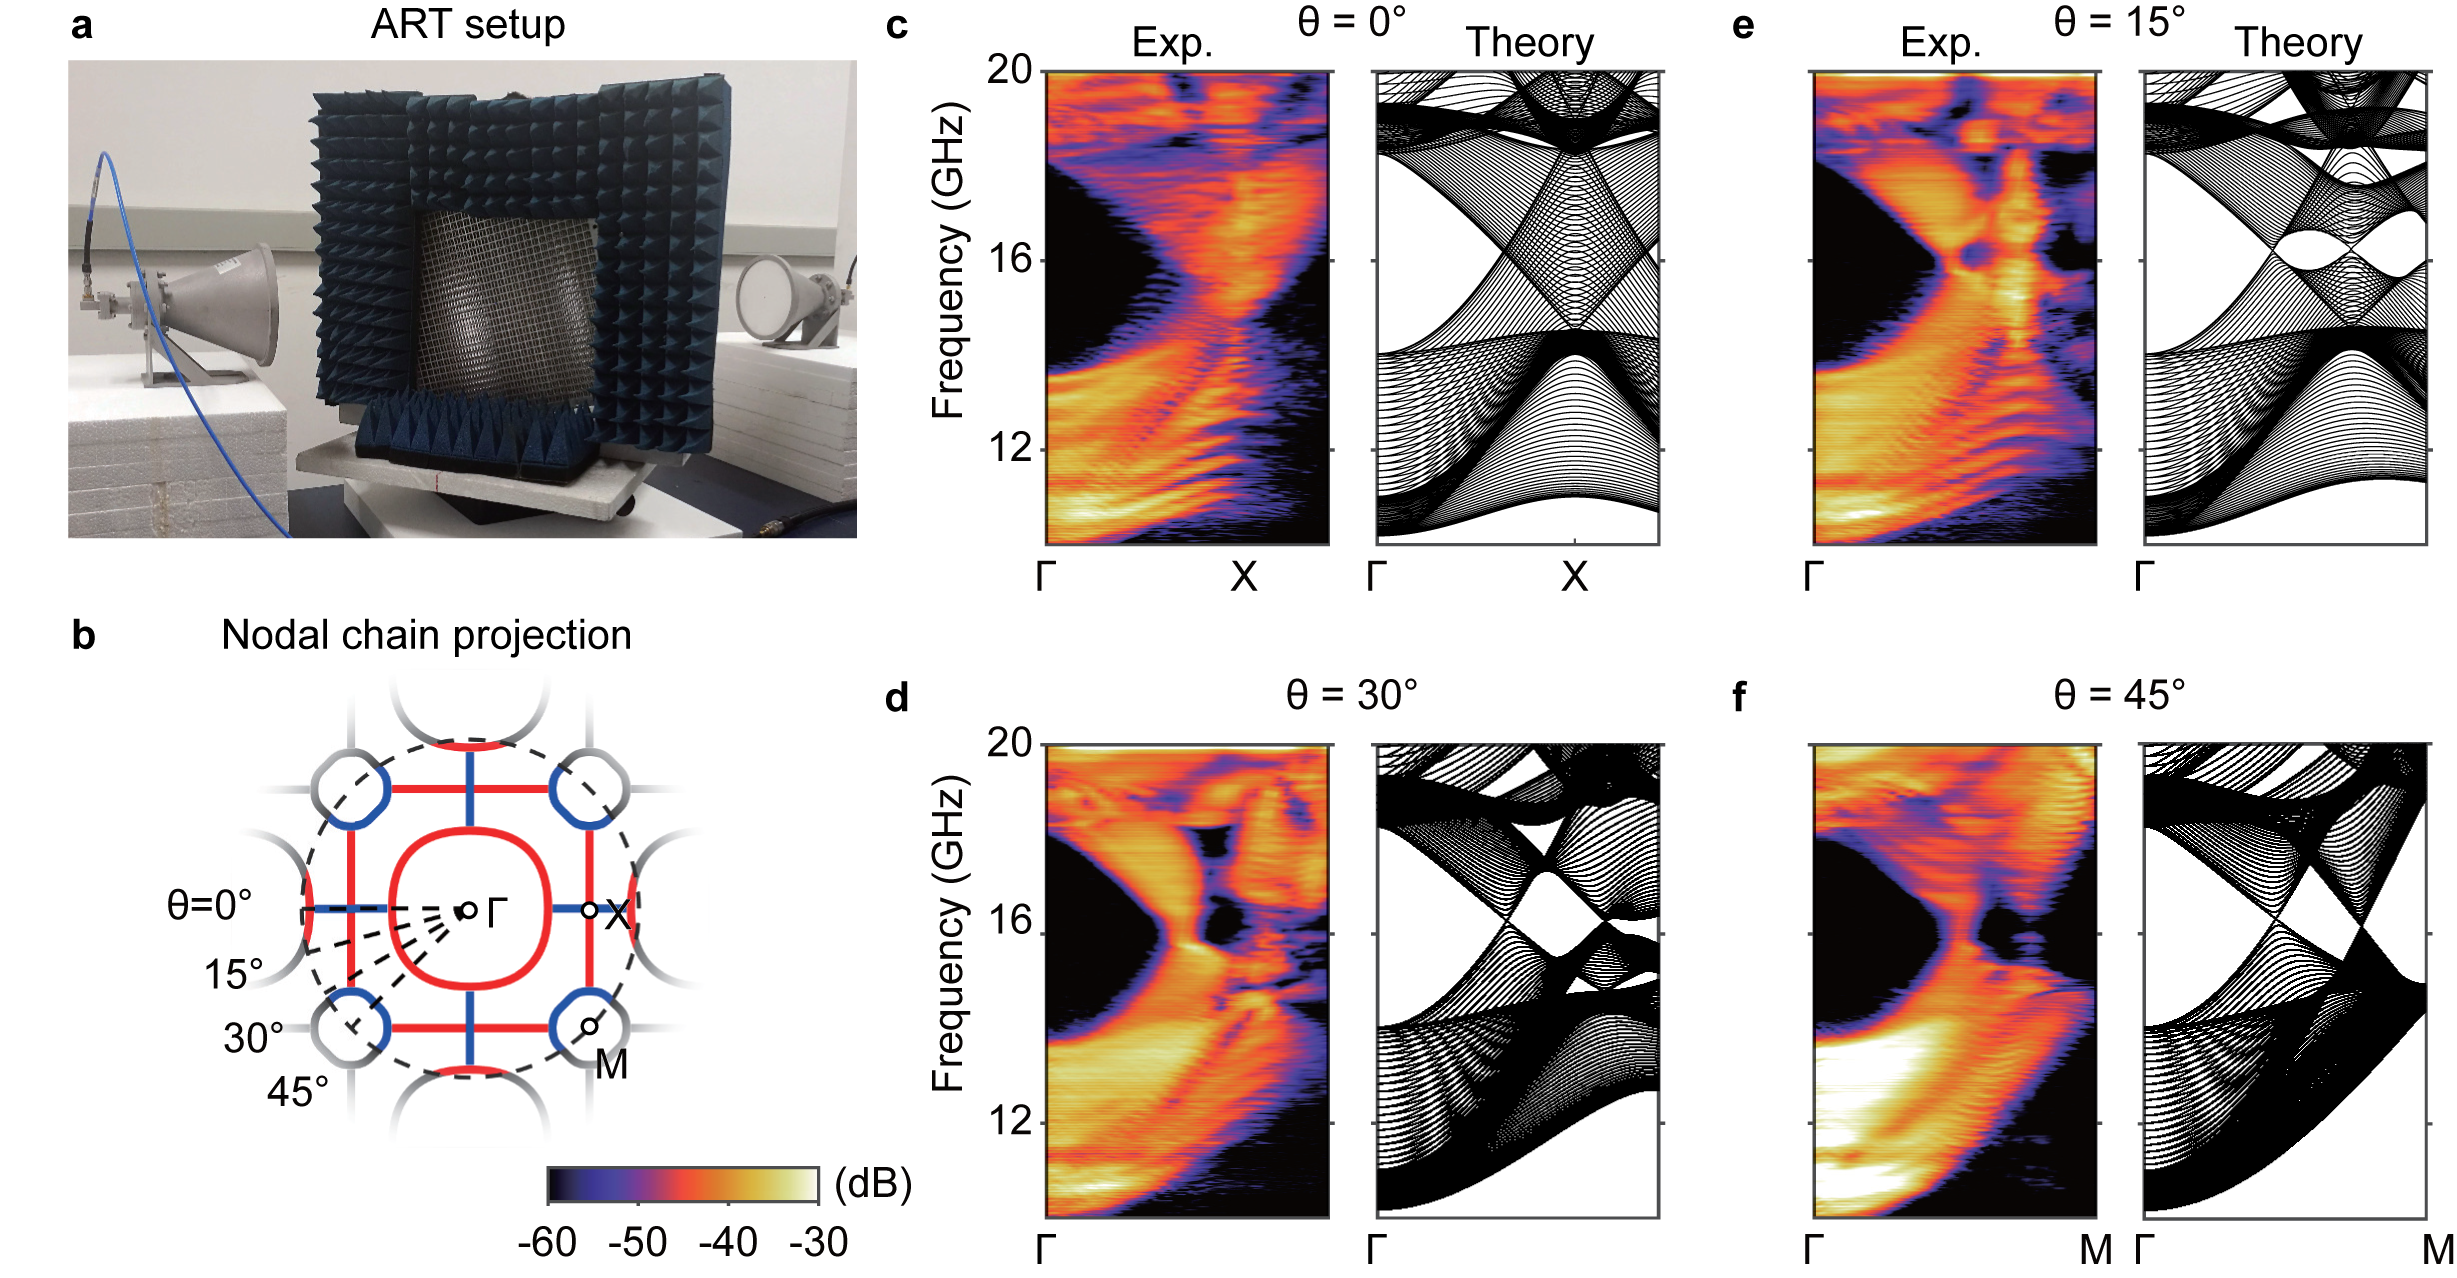 a ART setup
b Nodal chain projection
θ=0°
15°
30°
45°
Γ
X
M
(dB)
-60 -50 -40 -30
c θ = 0°
Exp. Theory
Frequency (GHz)
20
16
12
Γ X Γ X
e θ = 15°
Exp. Theory
Γ Γ
d θ = 30°
Frequency (GHz)
20
16
12
Γ Γ
f θ = 45°
Γ M Γ M